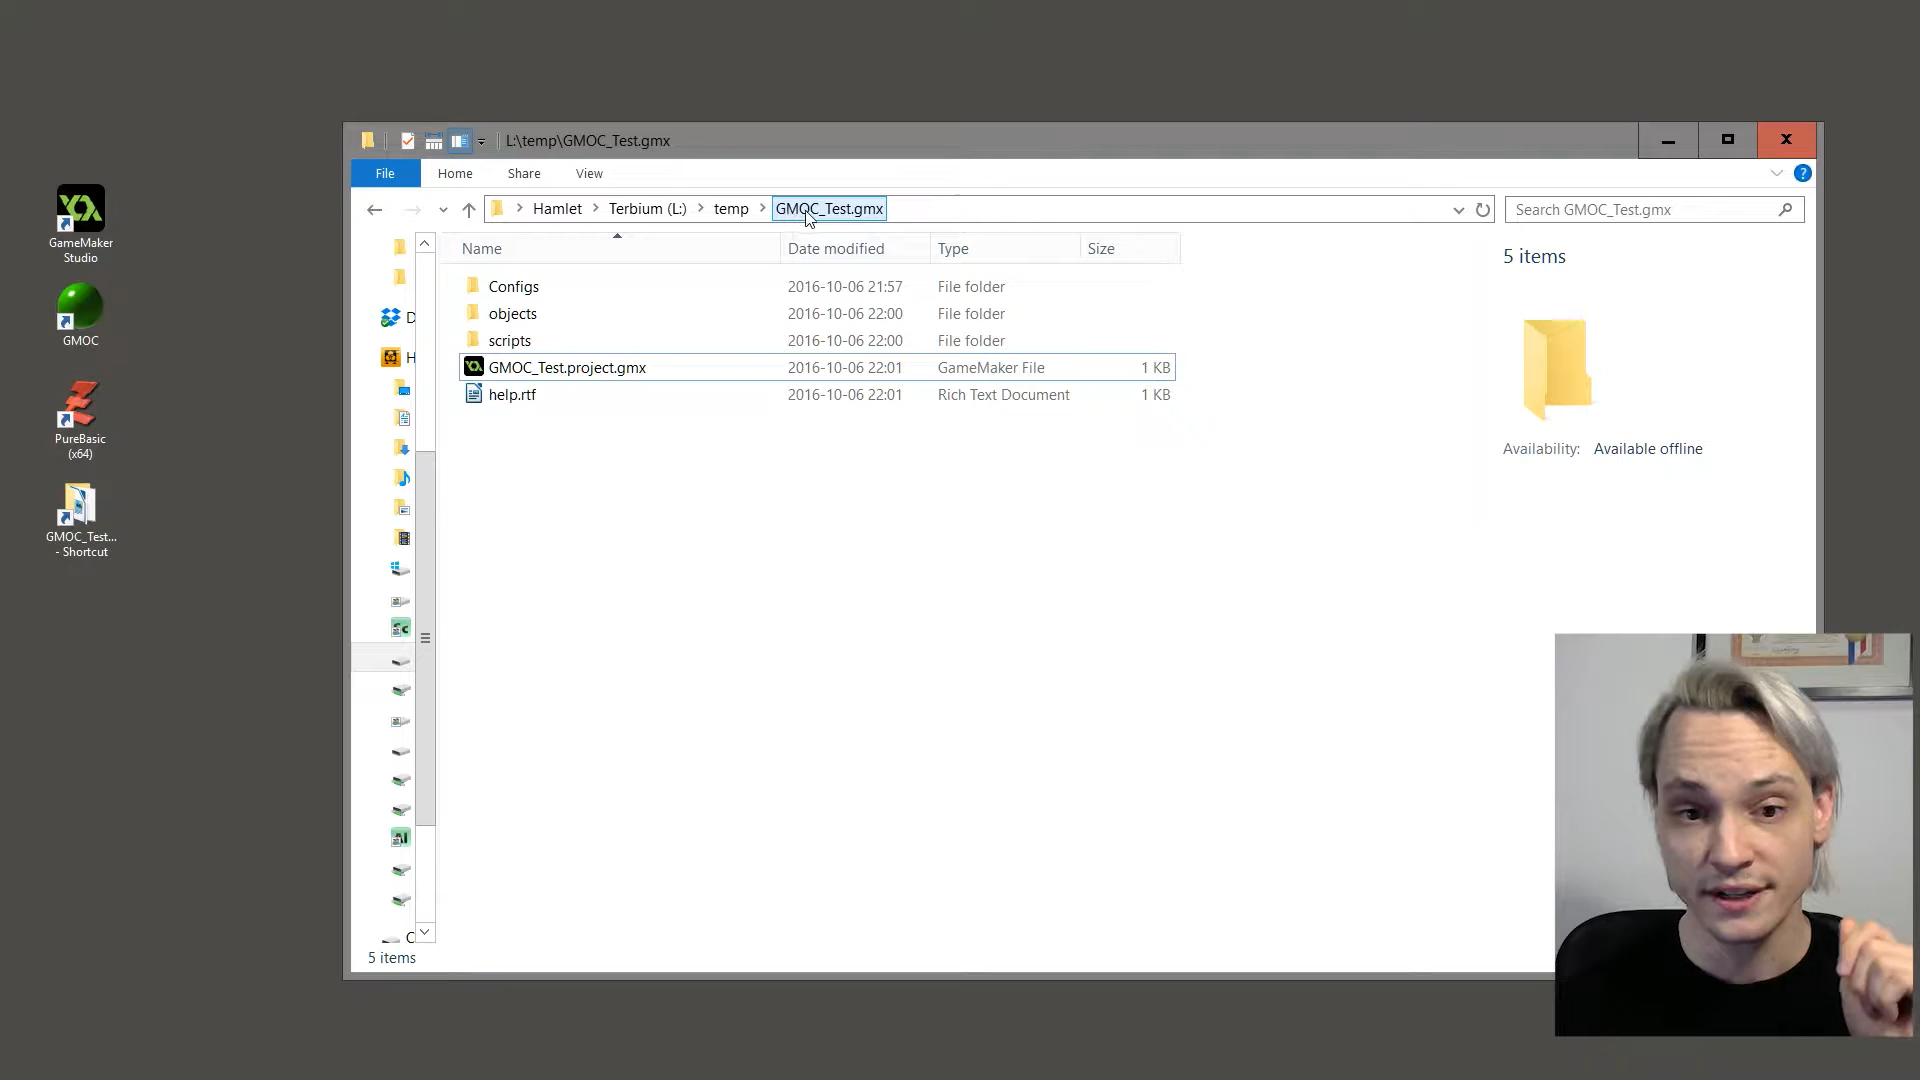 L:\temp\GMOC_Test.gmx
File Home Share View
Hamlet Terbium (L:) temp GMOC_Test.gmx
Search GMOC_Test.gmx
Name Date modified Type Size
Configs 2016-10-06 21:57 File folder
objects 2016-10-06 22:00 File folder
scripts 2016-10-06 22:00 File folder
GMOC_Test.project.gmx 2016-10-06 22:01 GameMaker File 1 KB
help.rtf 2016-10-06 22:01 Rich Text Document 1 KB
5 items
Availability: Available offline
D
H
C
5 items
GameMaker
Studio
GMOC
PureBasic
(x64)
GMOC_Test...
- Shortcut